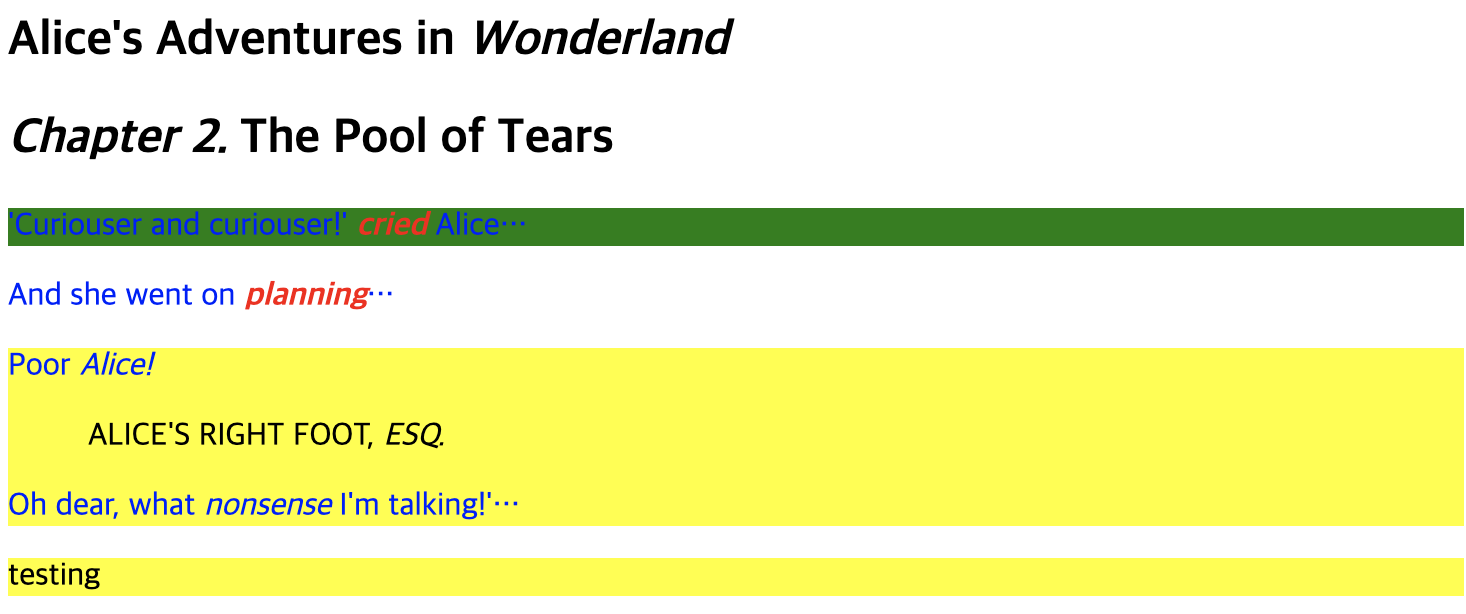 Alice's Adventures in Wonderland
Chapter 2. The Pool of Tears
'Curiouser and curiouser!' cried Alice⋯
And she went on planning⋯
Poor Alice!
ALICE'S RIGHT FOOT, ESQ.
Oh dear, what nonsense I'm talking!'⋯
testing